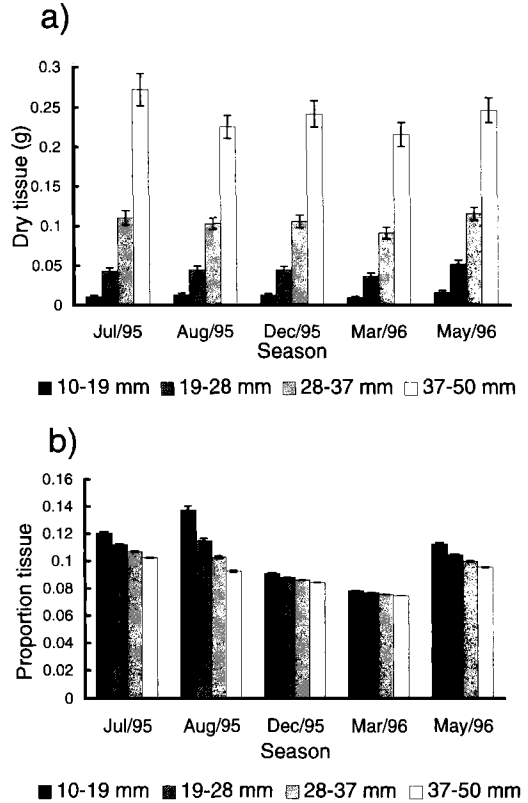 a)
0.3
0.25
0.2
0.15
0.1
0.05
0
Dry tissue (g)
Jul/95 Aug/95 Dec/95 Mar/96 May/96
Season
10-19 mm 19-28 mm 28-37 mm 37-50 mm
b)
0.16
0.14
0.12
0.1
0.08
0.06
0.04
0.02
0
Proportion tissue
Jul/95 Aug/95 Dec/95 Mar/96 May/96
Season
10-19 mm 19-28 mm 28-37 mm 37-50 mm